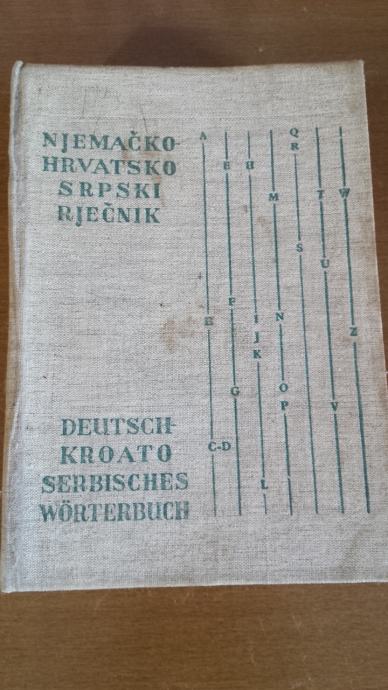 NJEMAČKO-
HRVATSKO
SRPSKI
RJEČNIK
A
B
C-D
E
F
G
H
I
J
K
L
M
N
O
P
Q
R
S
T
U
V
W
Z
DEUTSCH-
KROATO
SERBISCHES
WÖRTERBUCH